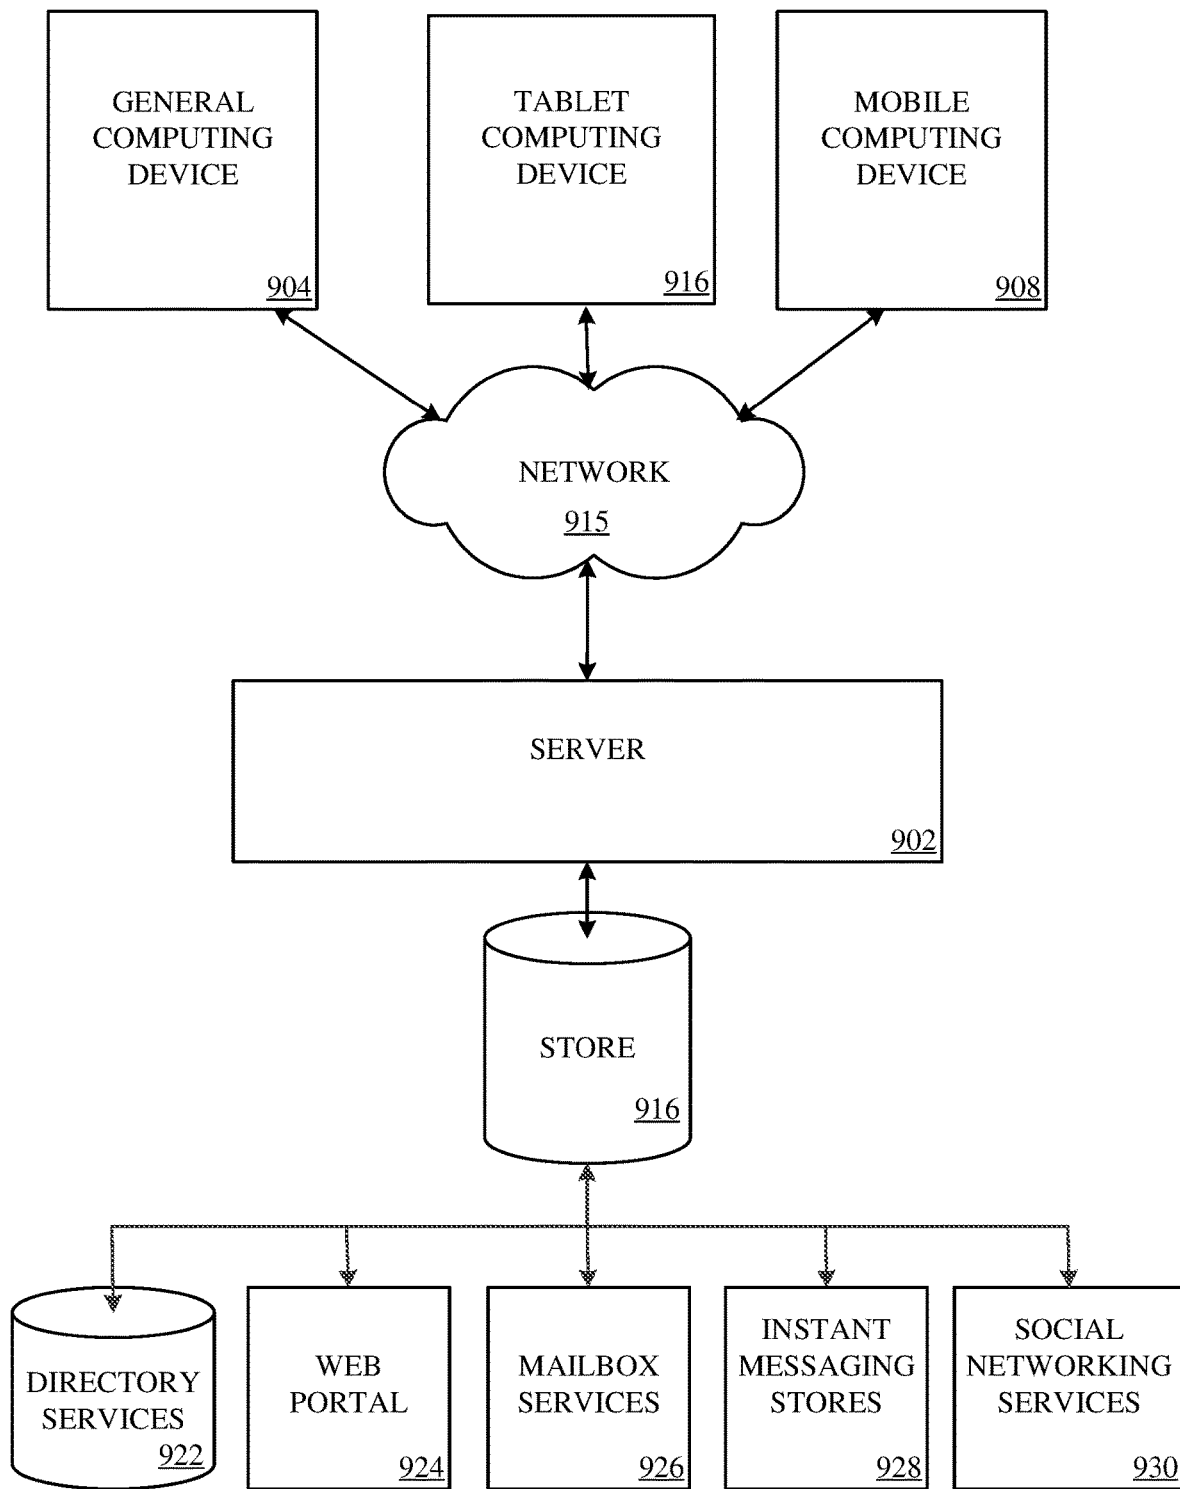 GENERAL
COMPUTING
DEVICE
904
TABLET
COMPUTING
DEVICE
916
MOBILE
COMPUTING
DEVICE
908
NETWORK
915
SERVER
902
STORE
916
DIRECTORY
SERVICES
922
WEB
PORTAL
924
MAILBOX
SERVICES
926
INSTANT
MESSAGING
STORES
928
SOCIAL
NETWORKING
SERVICES
930